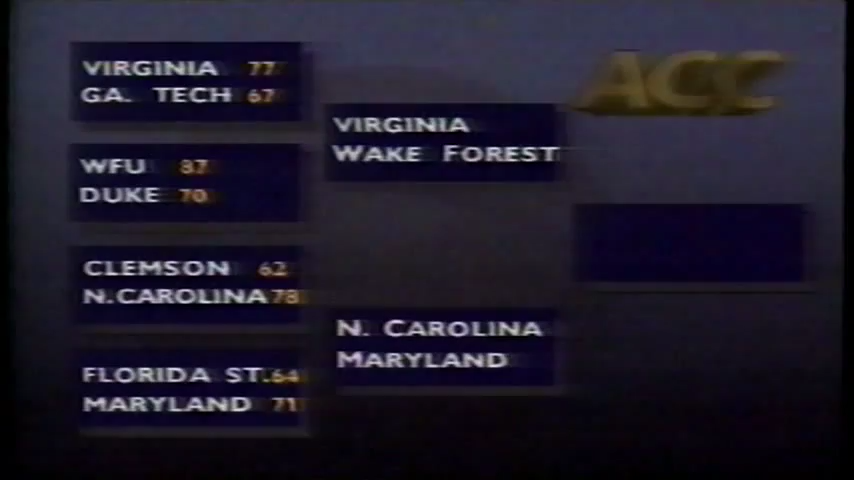 ACC
VIRGINIA 77
GA. TECH 67
WFU 87
DUKE 70
CLEMSON 62
N.CAROLINA 78
FLORIDA ST. 64
MARYLAND 71
VIRGINIA
WAKE FOREST
N. CAROLINA
MARYLAND